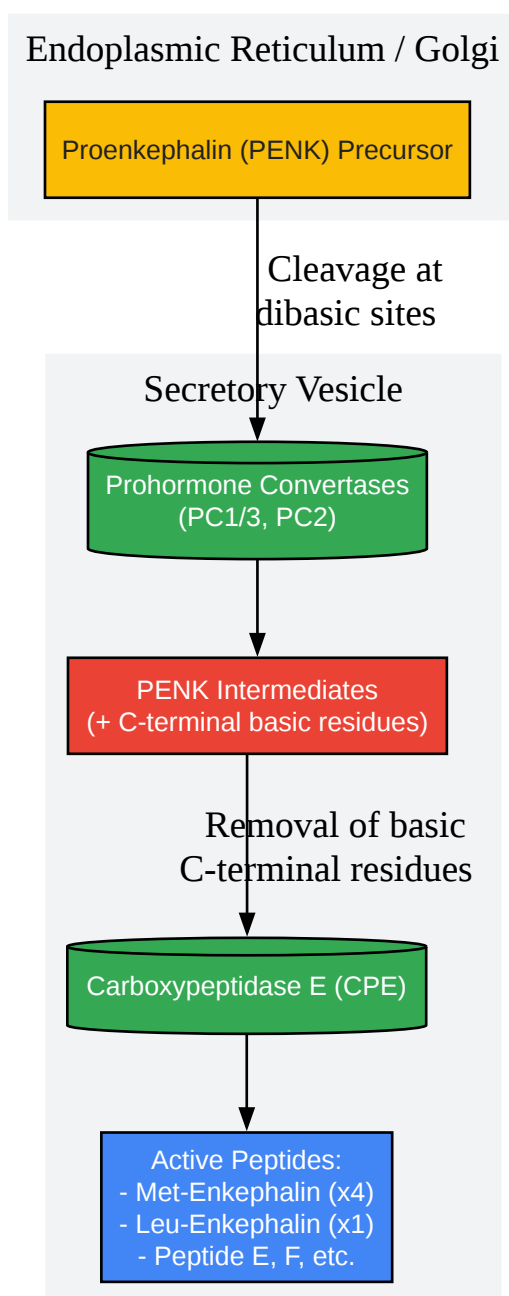 Endoplasmic Reticulum / Golgi
Proenkephalin (PENK) Precursor
Cleavage at
dibasic sites
Secretory Vesicle
Prohormone Convertases
(PC1/3, PC2)
PENK Intermediates
(+ C-terminal basic residues)
Removal of basic
C-terminal residues
Carboxypeptidase E (CPE)
Active Peptides:
- Met-Enkephalin (x4)
- Leu-Enkephalin (x1)
- Peptide E, F, etc.